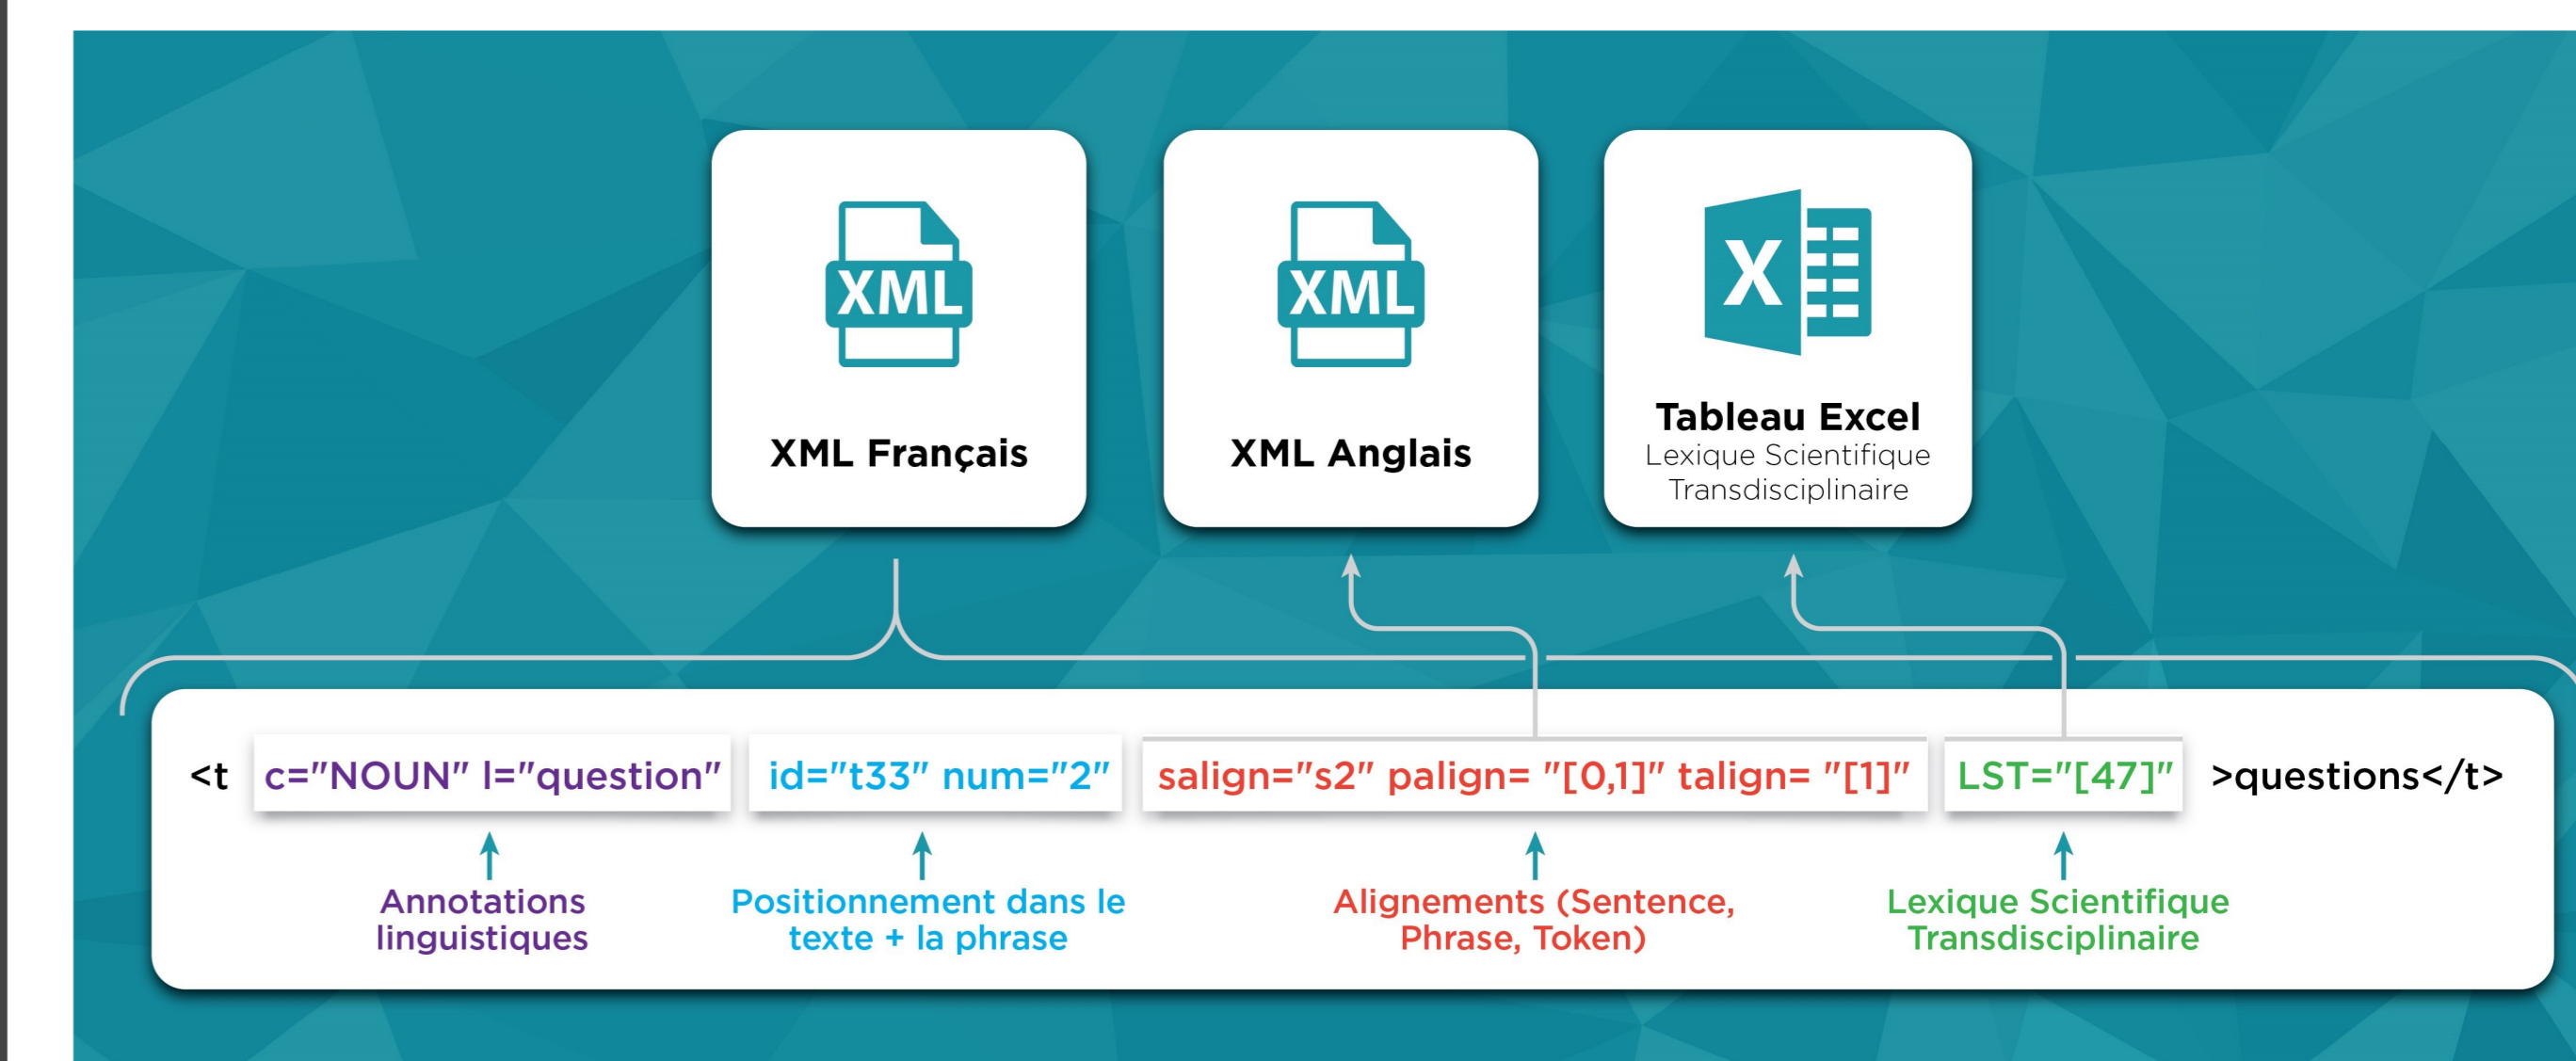 XML
XML Français
XML
XML Anglais
X
Tableau Excel
Lexique Scientifique
Transdisciplinaire
<t c="NOUN" l="question" id="t33" num="2" salign="s2" palign= "[0,1]" talign= "[1]" LST="[47]" >questions</t>
Annotations
linguistiques
Positionnement dans le
texte + la phrase
Alignements (Sentence,
Phrase, Token)
Lexique Scientifique
Transdisciplinaire